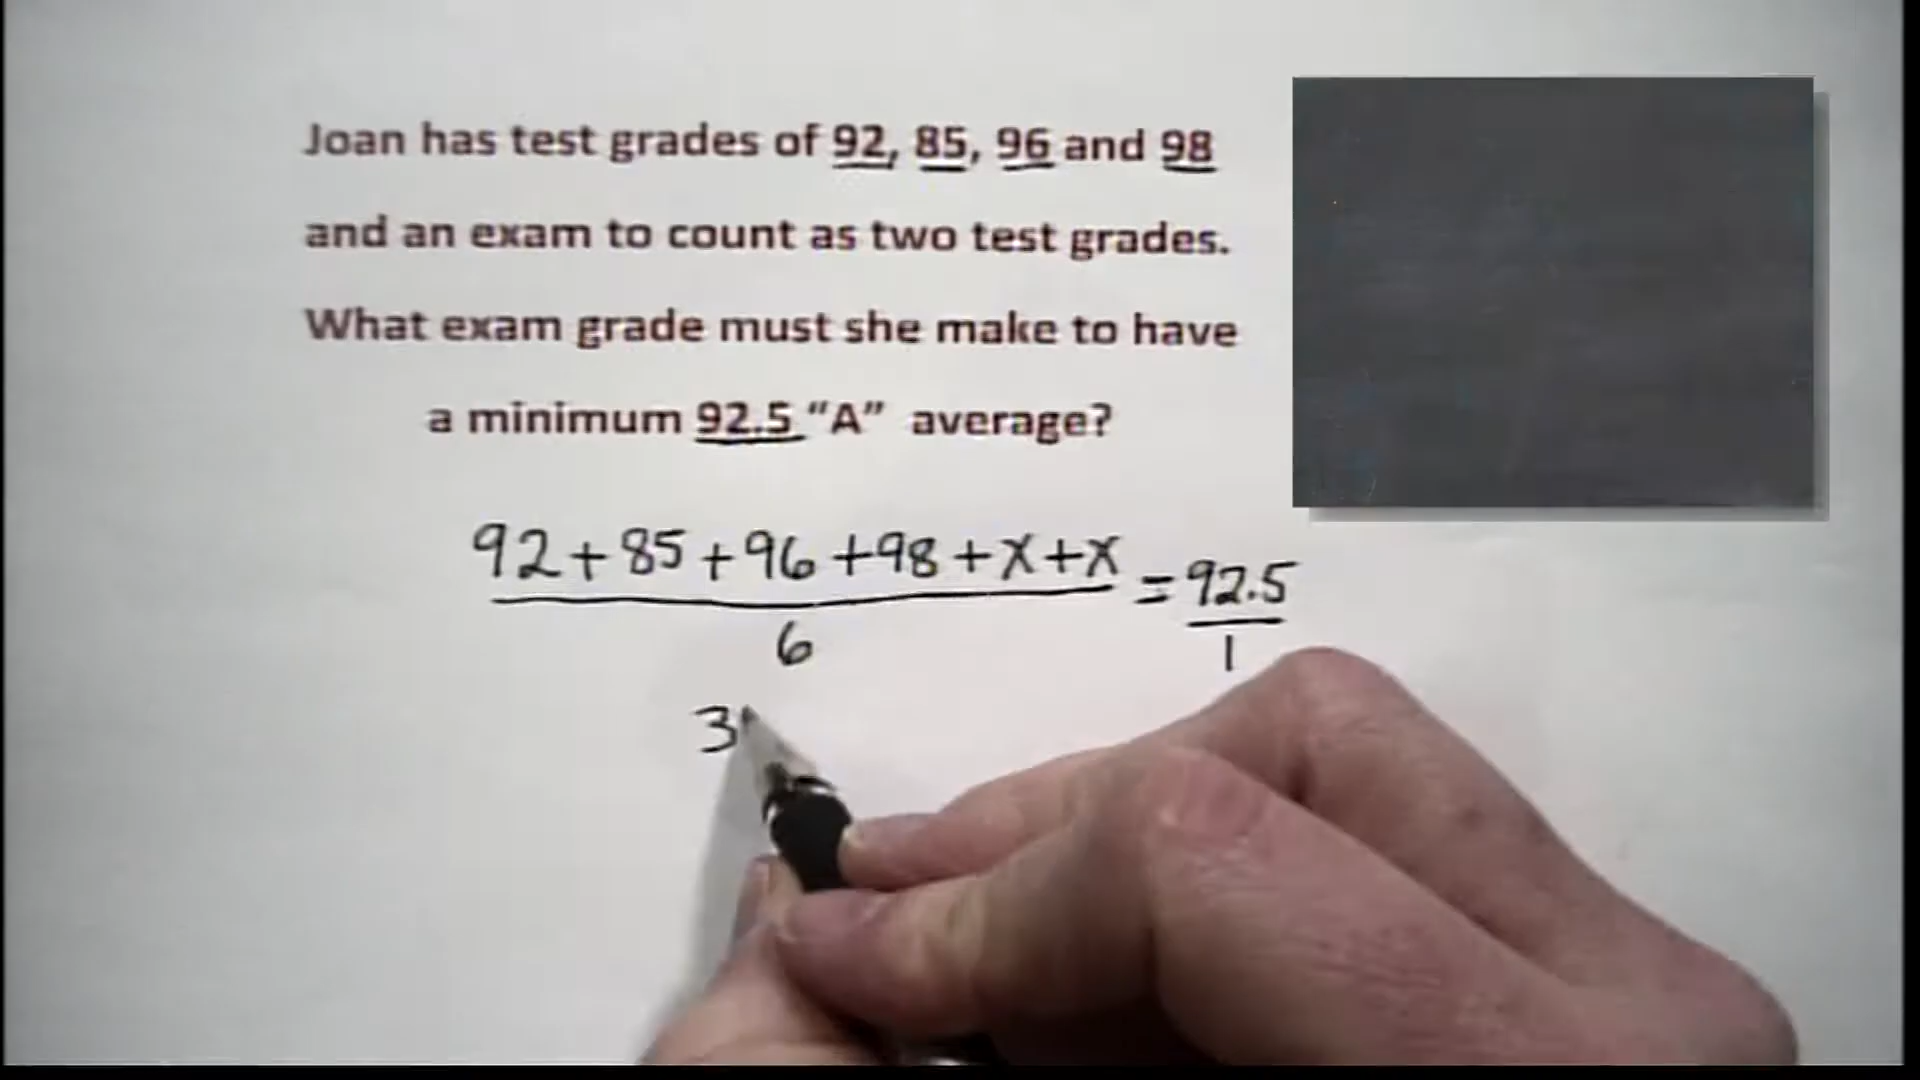 Joan has test grades of 92, 85, 96 and 98
and an exam to count as two test grades.
What exam grade must she make to have
a minimum 92.5 “A” average?
92+85+96+98+x+x = 92.5
6 1
3